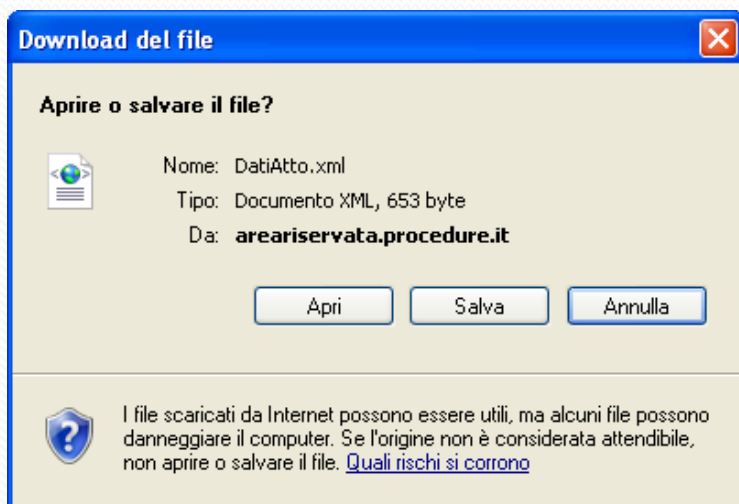 Download del file
Aprire o salvare il file?
Nome: DatiAtto.xml
Tipo: Documento XML, 653 byte
Da: areariservata.procedure.it
Apri Salva Annulla
I file scaricati da Internet possono essere utili, ma alcuni file possono
danneggiare il computer. Se l'origine non è considerata attendibile,
non aprire o salvare il file. Quali rischi si corrono